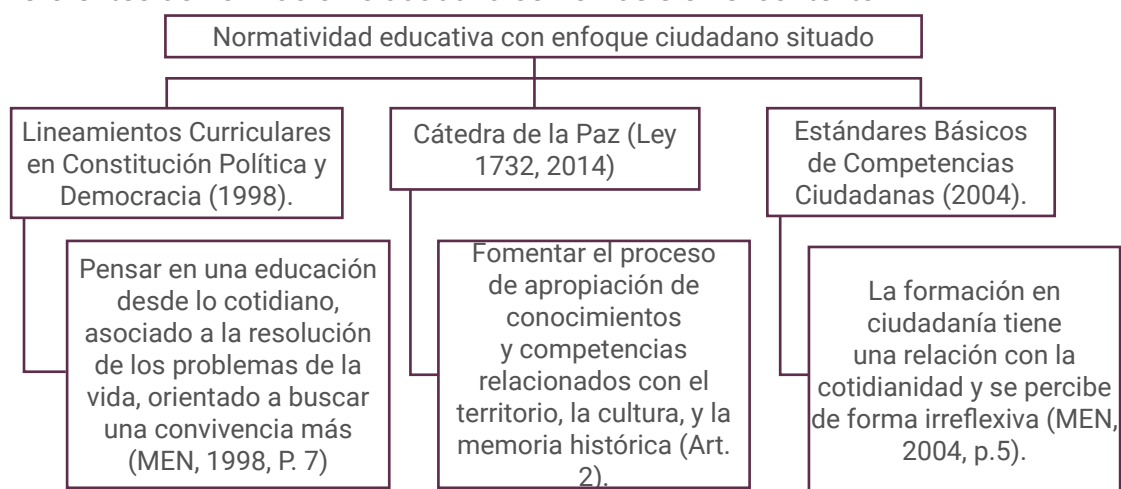 Normatividad educativa con enfoque ciudadano situado
Lineamientos Curriculares
en Constitución Política y
Democracia (1998).
Pensar en una educación
desde lo cotidiano,
asociado a la resolución
de los problemas de la
vida, orientado a buscar
una convivencia más
(MEN, 1998, P. 7)
Cátedra de la Paz (Ley
1732, 2014)
Fomentar el proceso
de apropiación de
conocimientos
y competencias
relacionados con el
territorio, la cultura, y la
memoria histórica (Art.
2).
Estándares Básicos
de Competencias
Ciudadanas (2004).
La formación en
ciudadanía tiene
una relación con la
cotidianidad y se percibe
de forma irreflexiva (MEN,
2004, p.5).